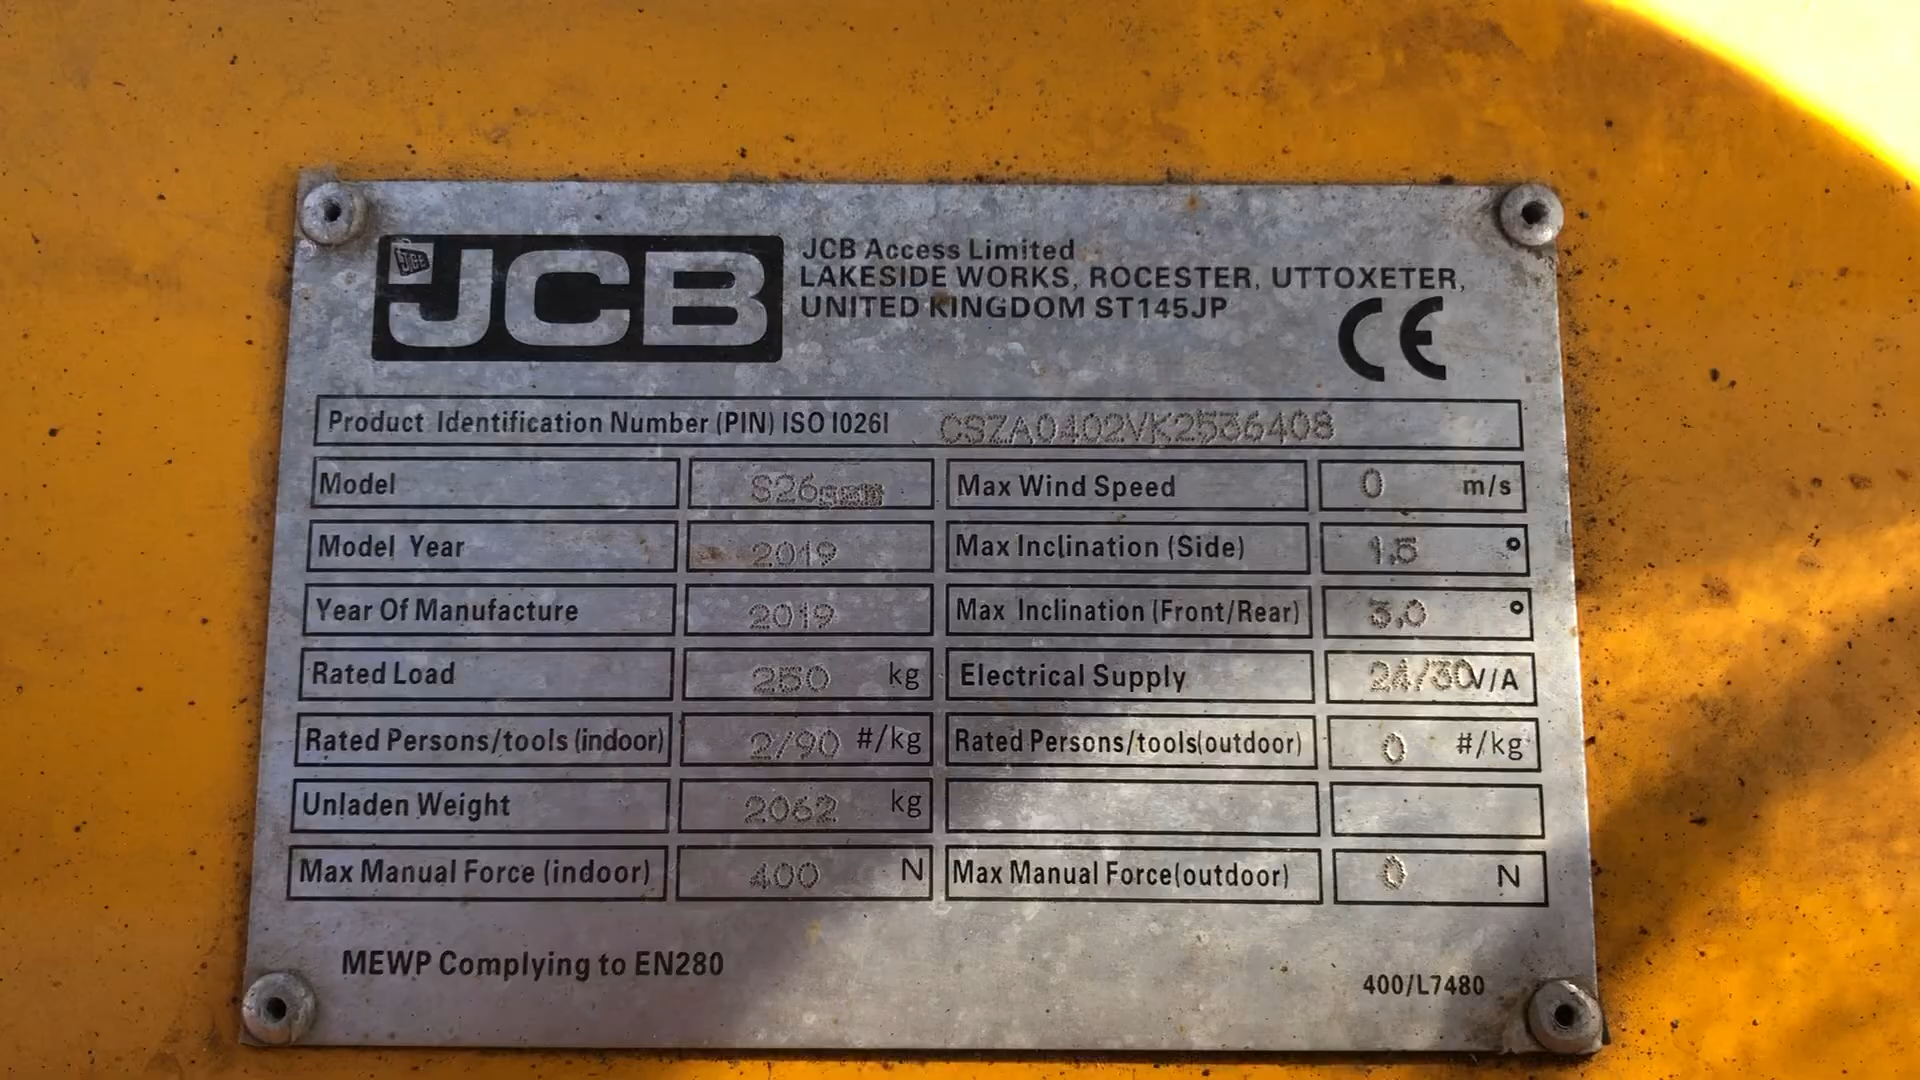 JCB
JCB
JCB Access Limited
LAKESIDE WORKS, ROCESTER, UTTOXETER,
UNITED KINGDOM ST145JP
CE
Product Identification Number (PIN) ISO 10261 CSZA0402VK2536408
Model Max Wind Speed 0 m/s
Model Year 2019 Max Inclination (Side) 1.5 °
Year Of Manufacture 2019 Max Inclination (Front/Rear) 3.0 °
Rated Load 250 kg Electrical Supply 24/30 V/A
Rated Persons/tools (indoor) 2/90 #/kg Rated Persons/tools(outdoor) 0 #/kg
Unladen Weight 2062 kg
Max Manual Force (indoor) 400 N Max Manual Force(outdoor) 0 N
MEWP Complying to EN280
400/L7480